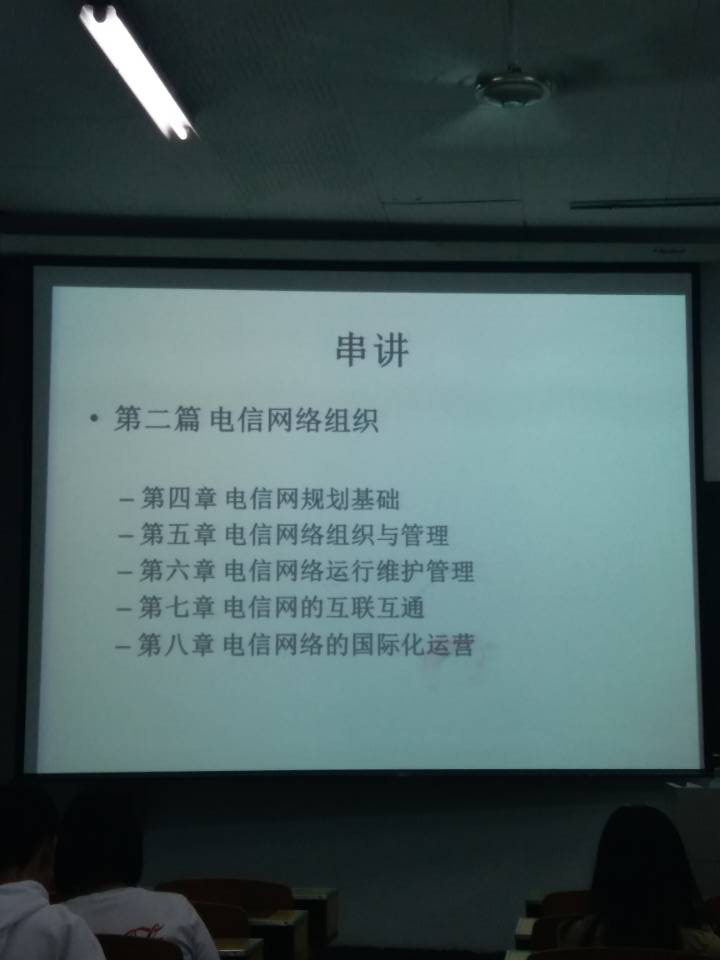 串讲
• 第二篇 电信网络组织
– 第四章 电信网规划基础
– 第五章 电信网络组织与管理
– 第六章 电信网络运行维护管理
– 第七章 电信网的互联互通
– 第八章 电信网络的国际化运营